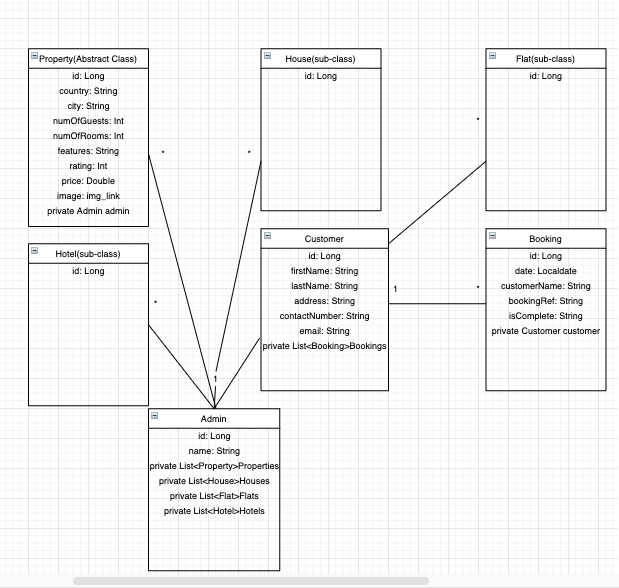 Property(Abstract Class)
id: Long
country: String
city: String
numOfGuests: Int
numOfRooms: Int
features: String
rating: Int
price: Double
image: img_link
private Admin admin
*
House(sub-class)
id: Long
*
Flat(sub-class)
id: Long
*
Hotel(sub-class)
id: Long
*
Customer
id: Long
firstName: String
lastName: String
address: String
contactNumber: String
email: String
private List<Booking>Bookings
1
*
Booking
id: Long
date: Localdate
customerName: String
bookingRef: String
isComplete: String
private Customer customer
1
Admin
id: Long
name: String
private List<Property>Properties
private List<House>Houses
private List<Flat>Flats
private List<Hotel>Hotels